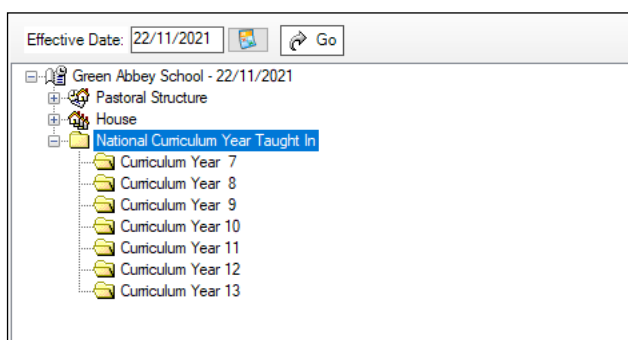 Effective Date: 22/11/2021 Go
Green Abbey School - 22/11/2021
Pastoral Structure
House
National Curriculum Year Taught In
Curriculum Year 7
Curriculum Year 8
Curriculum Year 9
Curriculum Year 10
Curriculum Year 11
Curriculum Year 12
Curriculum Year 13